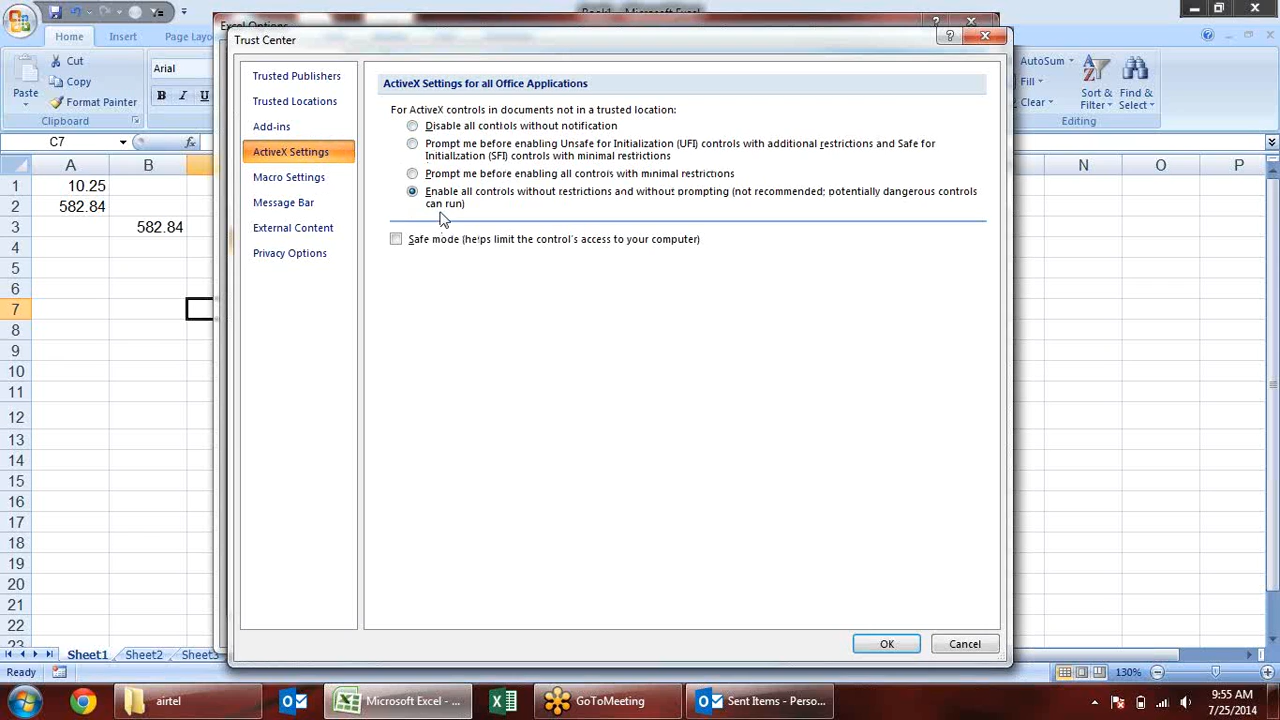 Excel Options
Book1 - Microsoft Excel
Trust Center
Home
Insert
Page Layou
Cut
Copy
Format Painter
Paste
Clipboard
Arial
B I U
AutoSum
Fill
Clear
Sort &
Filter
Find &
Select
Editing
C7
A B N O P
1 10.25
2 582.84
3 582.84
4
5
6
7
8
9
10
11
12
13
14
15
16
17
18
19
20
21
22
23
Trusted Publishers
Trusted Locations
Add-ins
ActiveX Settings
Macro Settings
Message Bar
External Content
Privacy Options
ActiveX Settings for all Office Applications
For ActiveX controls in documents not in a trusted location:
Disable all controls without notification
Prompt me before enabling Unsafe for Initialization (UFI) controls with additional restrictions and Safe for
Initialization (SFI) controls with minimal restrictions
Prompt me before enabling all controls with minimal restrictions
Enable all controls without restrictions and without prompting (not recommended; potentially dangerous controls
can run)
Safe mode (helps limit the control's access to your computer)
OK
Cancel
Sheet1 Sheet2 Sheet3
Ready
130%
airtel
Microsoft Excel - ...
GoToMeeting
Sent Items - Perso...
9:55 AM
7/25/2014